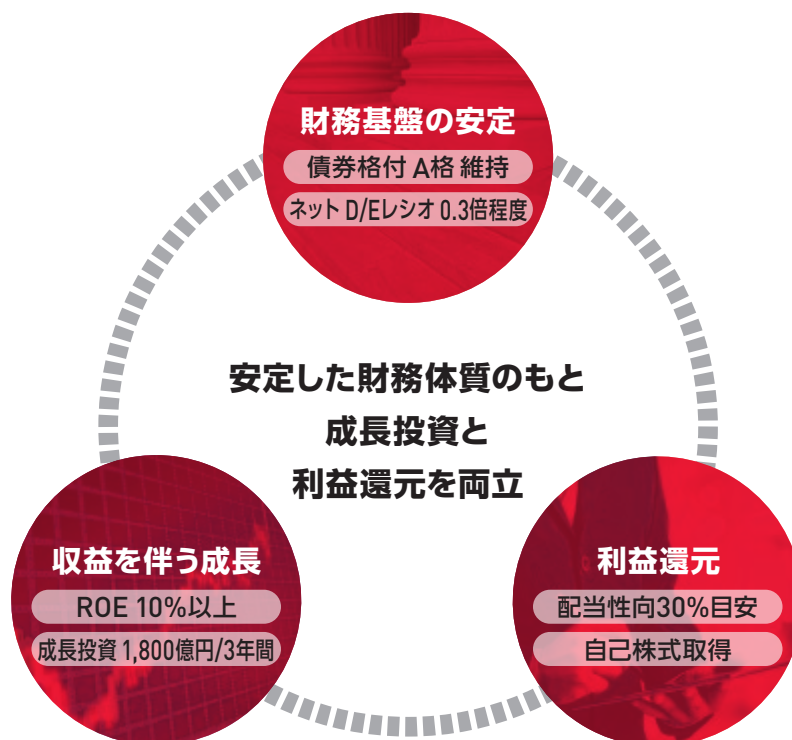 財務基盤の安定
債券格付 A格 維持
ネット D/Eレシオ 0.3倍程度
安定した財務体質のもと
成長投資と
利益還元を両立
収益を伴う成長
ROE 10%以上
成長投資 1,800億円/3年間
利益還元
配当性向30%目安
自己株式取得